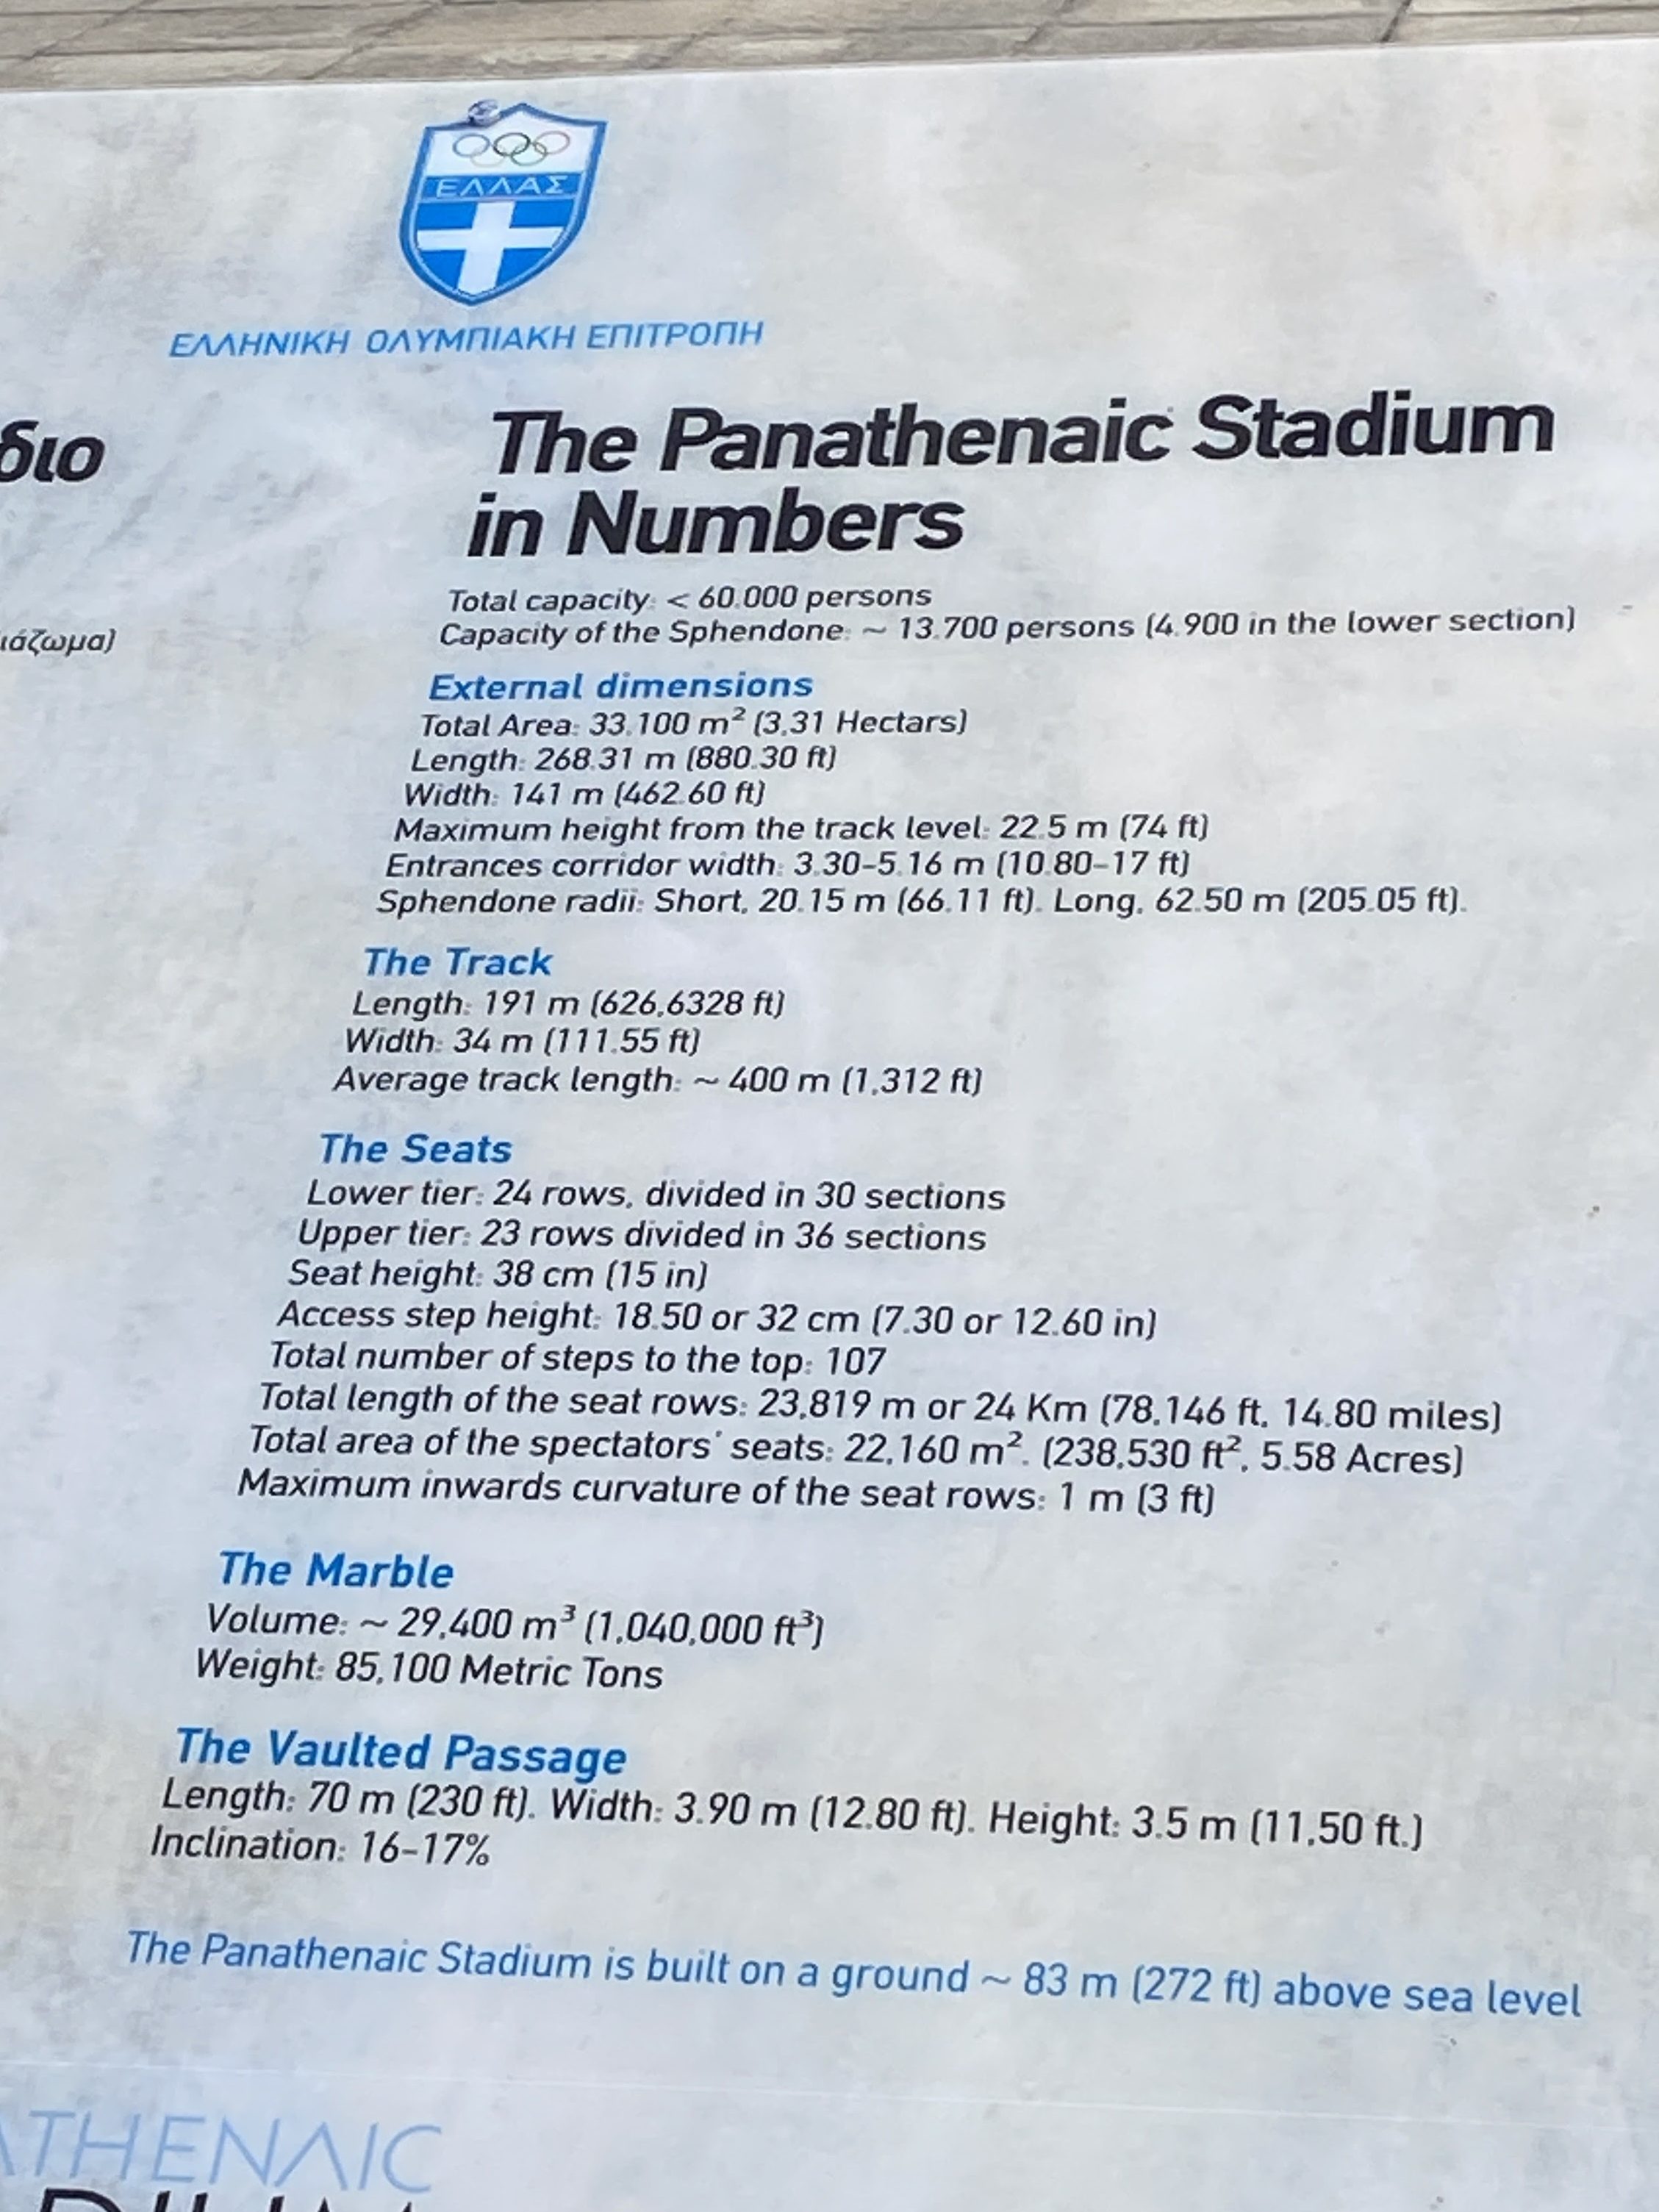 ΕΛΛΑΣ
ΕΛΛΗΝΙΚΗ ΟΛΥΜΠΙΑΚΗ ΕΠΙΤΡΟΠΗ
διο
The Panathenaic Stadium
in Numbers
ιάζωμα)
Total capacity: < 60.000 persons
Capacity of the Sphendone: ~ 13.700 persons (4.900 in the lower section)
External dimensions
Total Area: 33.100 m² (3,31 Hectars)
Length: 268.31 m (880.30 ft)
Width: 141 m (462.60 ft)
Maximum height from the track level: 22.5 m (74 ft)
Entrances corridor width: 3.30-5.16 m (10.80-17 ft)
Sphendone radii: Short, 20.15 m (66.11 ft). Long, 62.50 m (205.05 ft).
The Track
Length: 191 m (626,6328 ft)
Width: 34 m (111.55 ft)
Average track length: ~ 400 m (1,312 ft)
The Seats
Lower tier: 24 rows, divided in 30 sections
Upper tier: 23 rows divided in 36 sections
Seat height: 38 cm (15 in)
Access step height: 18.50 or 32 cm (7.30 or 12.60 in)
Total number of steps to the top: 107
Total length of the seat rows: 23,819 m or 24 Km (78,146 ft, 14.80 miles)
Total area of the spectators' seats: 22,160 m². (238,530 ft², 5.58 Acres)
Maximum inwards curvature of the seat rows: 1 m (3 ft)
The Marble
Volume: ~ 29,400 m³ (1,040,000 ft³)
Weight: 85,100 Metric Tons
The Vaulted Passage
Length: 70 m (230 ft). Width: 3.90 m (12.80 ft). Height: 3.5 m (11,50 ft.)
Inclination: 16-17%
The Panathenaic Stadium is built on a ground ~ 83 m (272 ft) above sea level
ATHENAIC